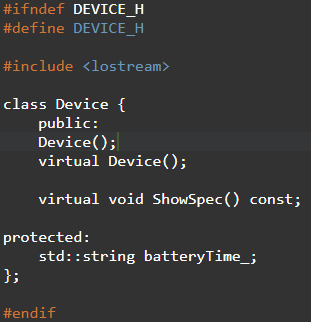 #ifndef DEVICE_H
#define DEVICE_H
#include <lostream>
class Device {
public:
Device();
virtual Device();
virtual void ShowSpec() const;
protected:
std::string batteryTime_;
};
#endif